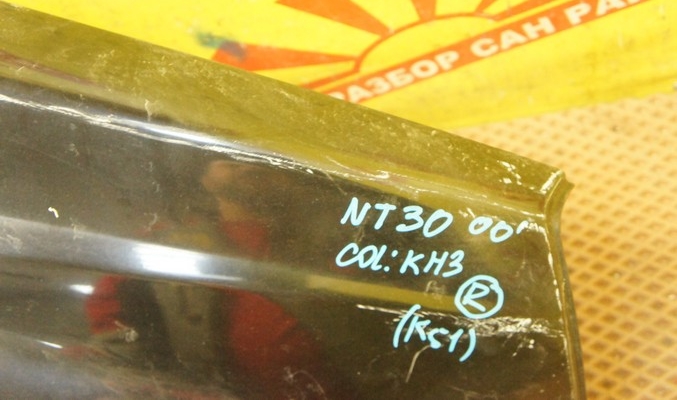 РАЗБОР САН РА
NT30 00'
COL: KH3
R
(K51)